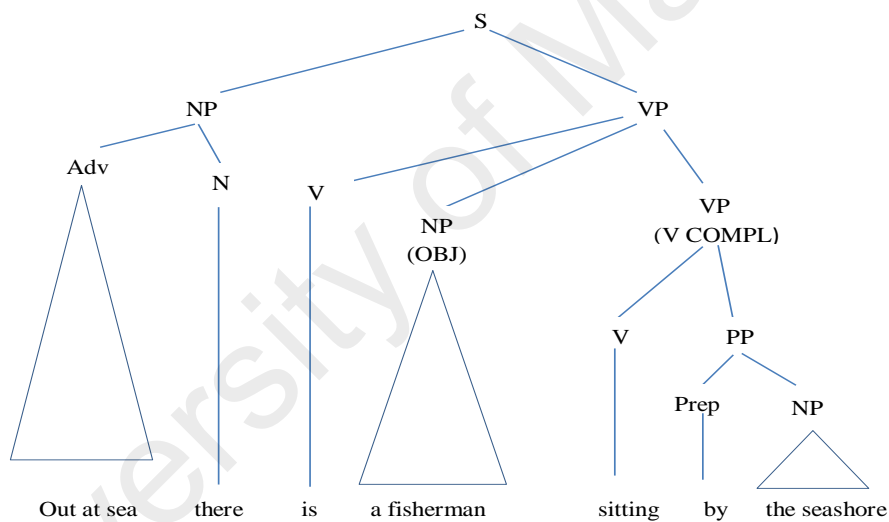 S
NP VP
Adv N V
NP
(OBJ)
VP
(V COMPL)
V PP
Prep NP
Out at sea there is a fisherman sitting by the seashore